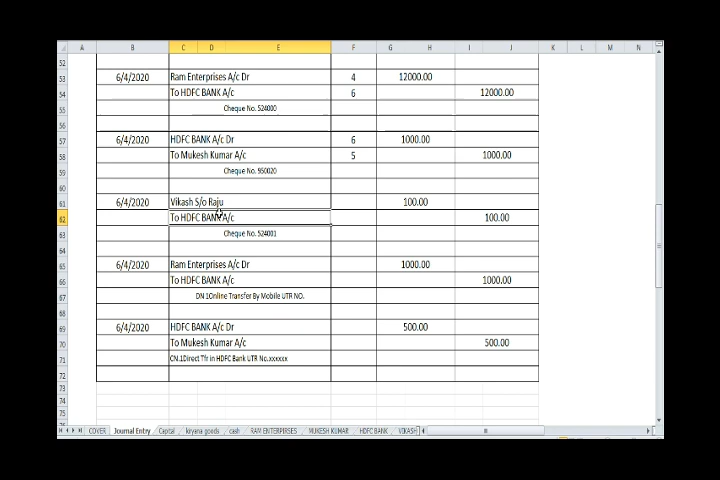 A B C D E F G H I J K L M N
52
53 6/4/2020 Ram Enterprises A/c Dr 4 12000.00
54 To HDFC BANK A/c 6 12000.00
55 Cheque No. 524000
56
57 6/4/2020 HDFC BANK A/c Dr 6 1000.00
58 To Mukesh Kumar A/c 5 1000.00
59 Cheque No. 950020
60
61 6/4/2020 Vikash S/o Raju 100.00
62 To HDFC BANK A/c 100.00
63 Cheque No. 524001
64
65 6/4/2020 Ram Enterprises A/c Dr 1000.00
66 To HDFC BANK A/c 1000.00
67 DN 1Online Transfer By Mobile UTR NO.
68
69 6/4/2020 HDFC BANK A/c Dr 500.00
70 To Mukesh Kumar A/c 500.00
71 CN.1Direct Tfr in HDFC Bank UTR No.xxxxxx
72
73
74
75
COVER Journal Entry Capital kryana goods cash RAM ENTERPIRSES MUKESH KUMAR HDFC BANK VIKASH